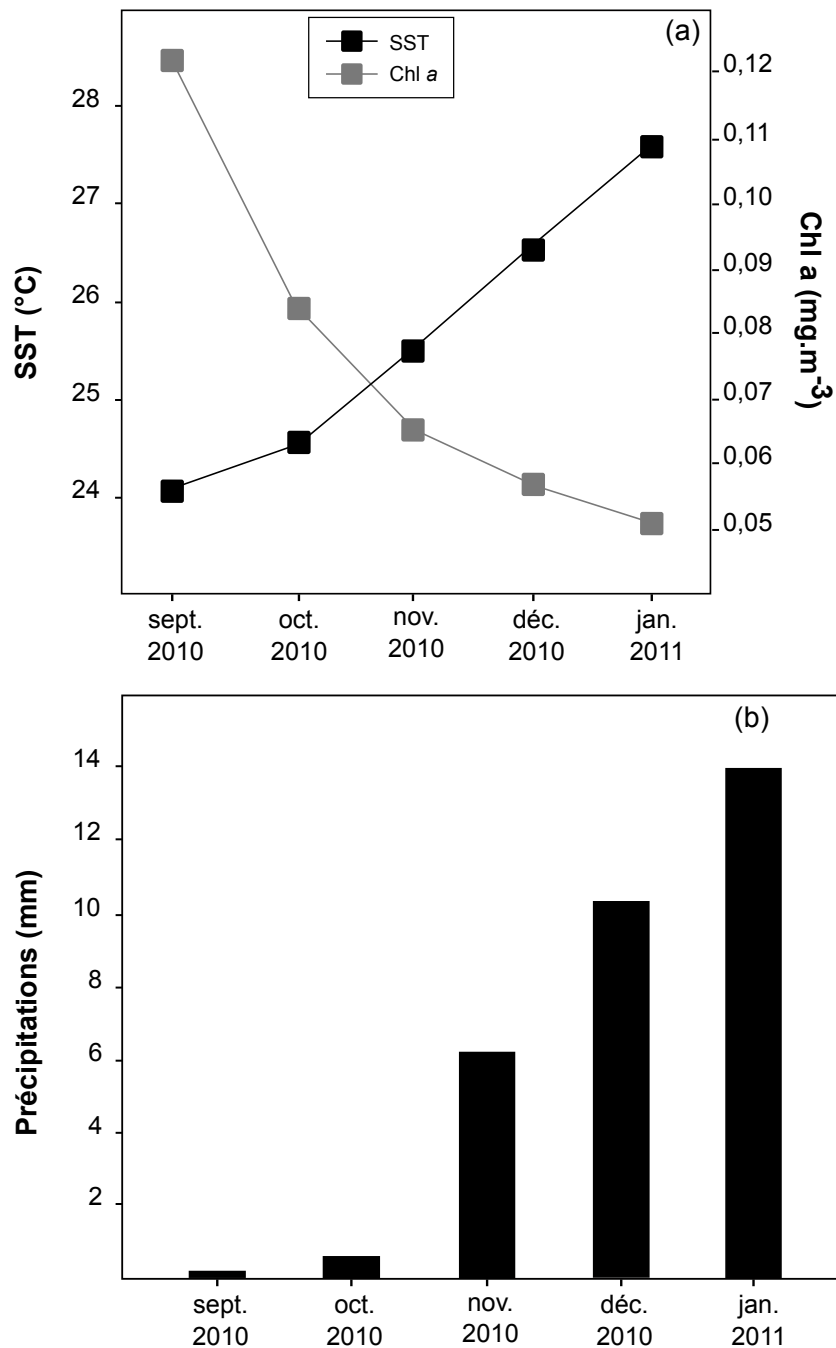 (a)
SST
Chl a
SST (°C)
28
27
26
25
24
Chl a (mg.m-3)
0,12
0,11
0,10
0,09
0,08
0,07
0,06
0,05
sept. 2010
oct. 2010
nov. 2010
déc. 2010
jan. 2011
(b)
Précipitations (mm)
14
12
10
8
6
4
2
sept. 2010
oct. 2010
nov. 2010
déc. 2010
jan. 2011